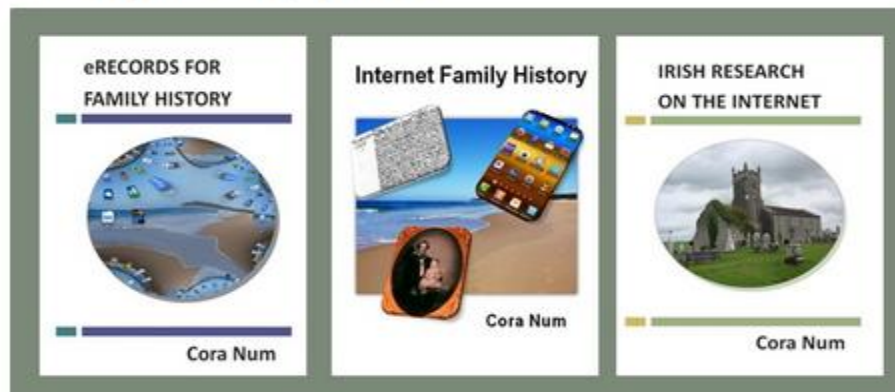 eRECORDS FOR
FAMILY HISTORY
Cora Num
Internet Family History
Cora Num
IRISH RESEARCH
ON THE INTERNET
Cora Num